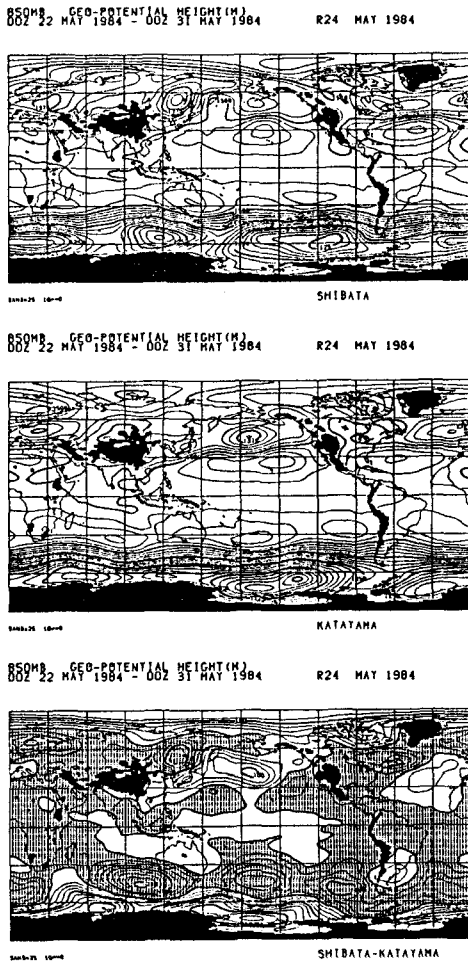 850MB GEO-POTENTIAL HEIGHT(M)
00Z 22 MAY 1984 - 00Z 31 MAY 1984 R24 MAY 1984
SHIBATA
850MB GEO-POTENTIAL HEIGHT(M)
00Z 22 MAY 1984 - 00Z 31 MAY 1984 R24 MAY 1984
KATAYAMA
850MB GEO-POTENTIAL HEIGHT(M)
00Z 22 MAY 1984 - 00Z 31 MAY 1984 R24 MAY 1984
SHIBATA-KATAYAMA